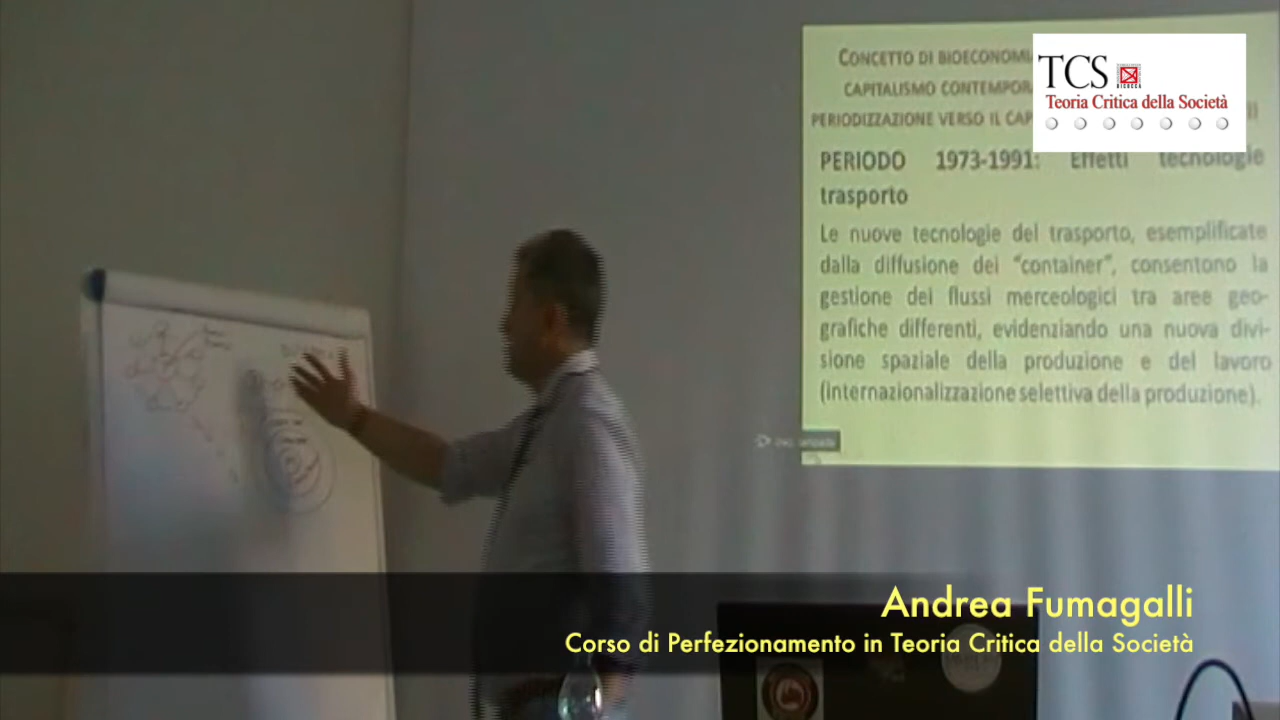 CONCETTO DI BIOECONOMI
CAPITALISMO CONTEMPOR
PERIODIZZAZIONE VERSO IL CAP
TCS
BICOCCA
Teoria Critica della Società
PERIODO 1973-1991: Effetti tecnologie
trasporto
Le nuove tecnologie del trasporto, esemplificate
dalla diffusione dei “container”, consentono la
gestione dei flussi merceologici tra aree geo-
grafiche differenti, evidenziando una nuova divi-
sione spaziale della produzione e del lavoro
(internazionalizzazione selettiva della produzione).
Andrea Fumagalli
Corso di Perfezionamento in Teoria Critica della Società